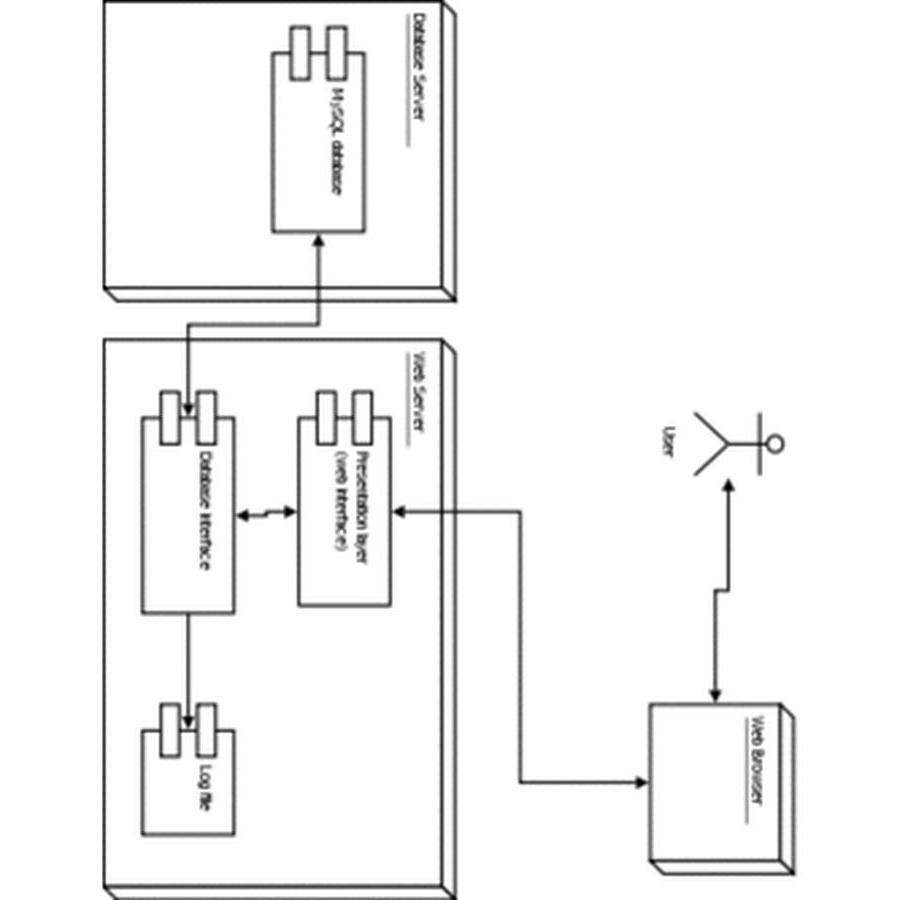 User
Web Browser
Database Server
MySQL database
Web Server
Presentation layer
(Web Interface)
Database Interface
Log file